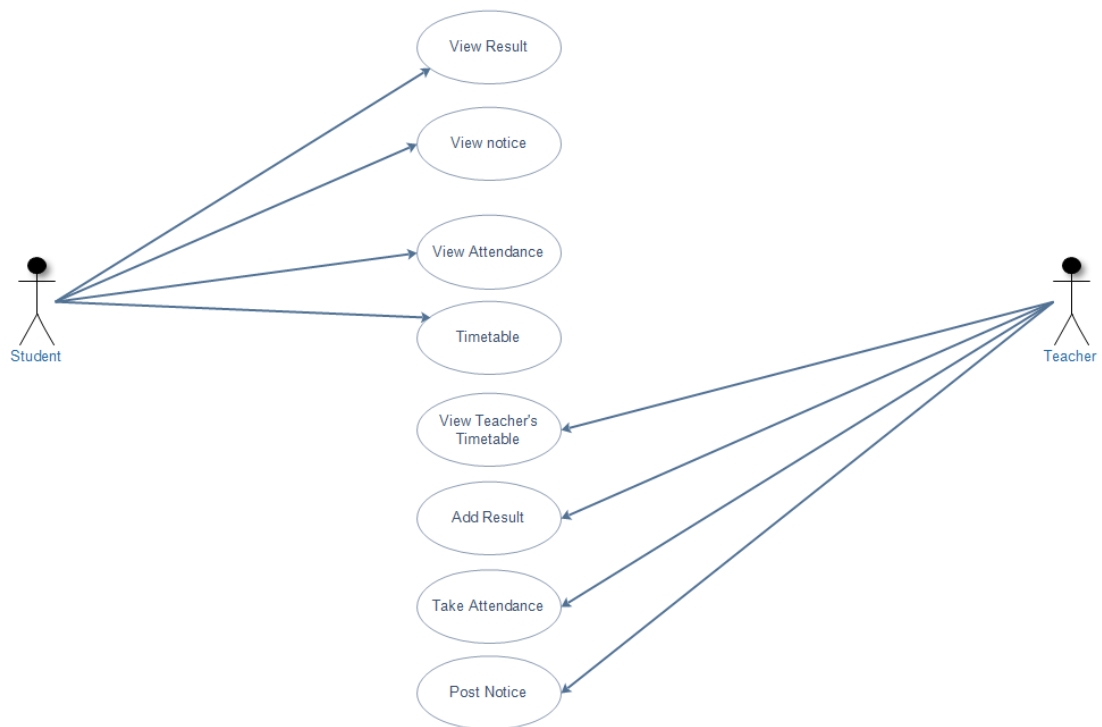 View Result
View notice
View Attendance
Timetable
Student
Teacher
View Teacher's
Timetable
Add Result
Take Attendance
Post Notice